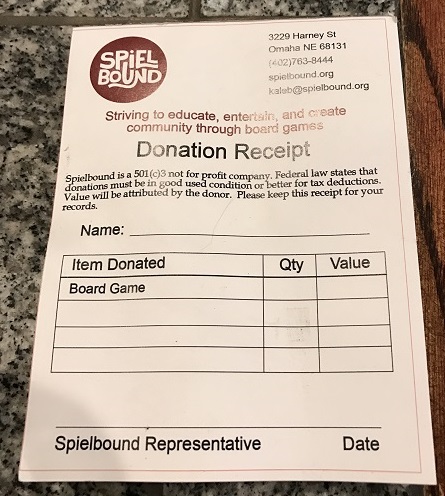 SPiEL
BOUND
3229 Harney St
Omaha NE 68131
(402)763-8444
spielbound.org
kaleb@spielbound.org
Striving to educate, entertain, and create
community through board games
Donation Receipt
Spielbound is a 501(c)3 not for profit company. Federal law states that
donations must be in good used condition or better for tax deductions.
Value will be attributed by the donor. Please keep this receipt for your
records.
Name:
Item Donated Qty Value
Board Game
Spielbound Representative Date